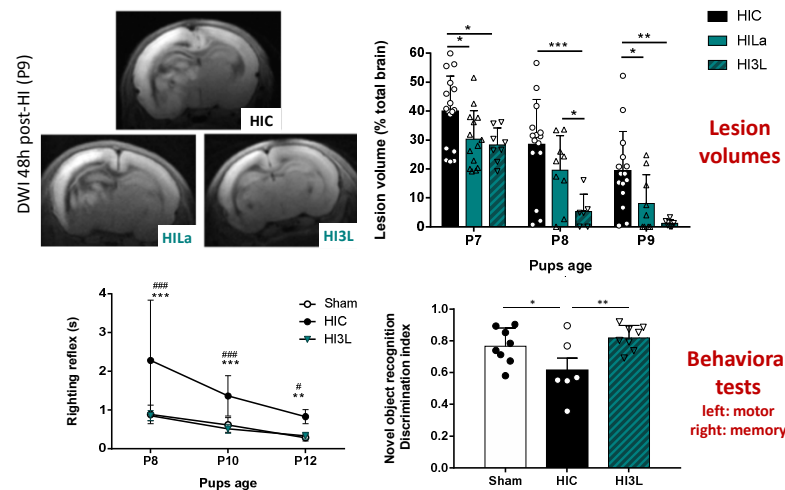 DWI 48h post-HI (P9)
HIC
HILa
HI3L
HIC
HILa
HI3L
Lesion volume (% total brain)
60
50
40
30
20
10
0
*
*
***
*
**
*
P7
P8
P9
Pups age
Lesion
volumes
Righting reflex (s)
4
3
2
1
0
###
***
###
***
#
**
Sham
HIC
HI3L
P8
P10
P12
Pups age
Novel object recognition
Discrimination index
1.0
0.8
0.6
0.4
0.2
0.0
*
**
Sham
HIC
HI3L
Behaviora
tests
left: motor
right: memory